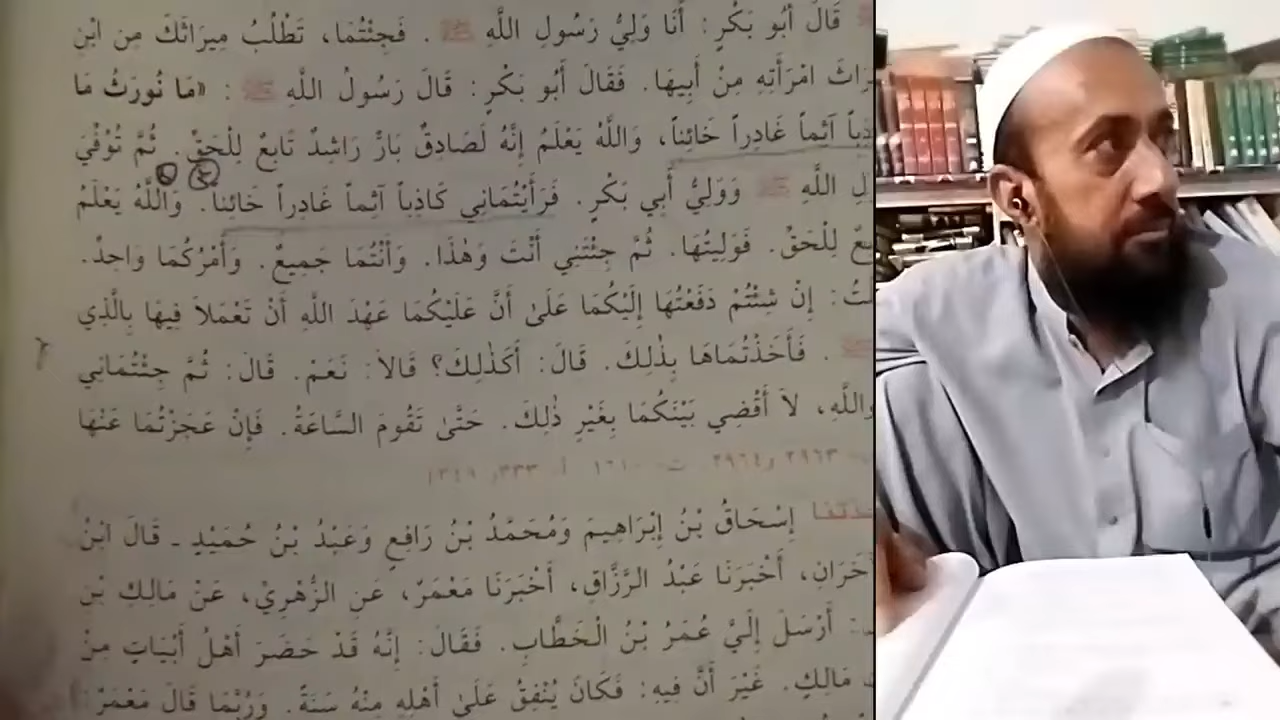 قَالَ أَبُو بَكْرٍ: أَنَا وَلِيُّ رَسُولِ اللَّهِ ﷺ. فَجِئْتُمَا، تَطْلُبُ مِيرَاثَكَ مِنِ ابْنِ
امْرَأَتِهِ مِنْ أَبِيهَا. فَقَالَ أَبُو بَكْرٍ: قَالَ رَسُولُ اللَّهِ ﷺ: «مَا نُورَثُ مَا
آثِماً غَادِراً خَائِناً، وَاللَّهُ يَعْلَمُ إِنَّهُ لَصَادِقٌ بَارٌّ رَاشِدٌ تَابِعٌ لِلْحَقِّ. ثُمَّ تُوُفِّيَ
اللَّهِ ﷺ وَوَلِيُّ أَبِي بَكْرٍ. فَرَأَيْتُمَانِي كَاذِباً آثِماً غَادِراً خَائِناً. وَاللَّهُ يَعْلَمُ
لِلْحَقِّ. فَوَلِيتُهَا. ثُمَّ جِئْتَنِي أَنْتَ وَهٰذَا. وَأَنْتُمَا جَمِيعٌ. وَأَمْرُكُمَا وَاحِدٌ.
إِنْ شِئْتُمْ دَفَعْتُهَا إِلَيْكُمَا عَلَىٰ أَنَّ عَلَيْكُمَا عَهْدَ اللَّهِ أَنْ تَعْمَلَا فِيهَا بِالَّذِي
ﷺ. فَأَخَذْتُمَاهَا بِذٰلِكَ. قَالَ: أَكَذٰلِكَ؟ قَالَا: نَعَمْ. قَالَ: ثُمَّ جِئْتُمَانِي
وَاللَّهِ، لَا أَقْضِي بَيْنَكُمَا بِغَيْرِ ذٰلِكَ. حَتَّىٰ تَقُومَ السَّاعَةُ. فَإِنْ عَجَزْتُمَا عَنْهَا
إِسْحَاقُ بْنُ إِبْرَاهِيمَ وَمُحَمَّدُ بْنُ رَافِعٍ وَعَبْدُ بْنُ حُمَيْدٍ ـ قَالَ ابْنُ
أَخْبَرَنَا عَبْدُ الرَّزَّاقِ، أَخْبَرَنَا مَعْمَرٌ، عَنِ الزُّهْرِيِّ، عَنْ مَالِكِ بْنِ
أَرْسَلَ إِلَيَّ عُمَرُ بْنُ الْخَطَّابِ. فَقَالَ: إِنَّهُ قَدْ حَضَرَ أَهْلُ أَبْيَاتٍ مِنْ
مَالِكٍ. غَيْرَ أَنَّ فِيهِ: فَكَانَ يُنْفِقُ عَلَىٰ أَهْلِهِ مِنْهُ سَنَةً. وَرُبَّمَا قَالَ مَعْمَرٌ: